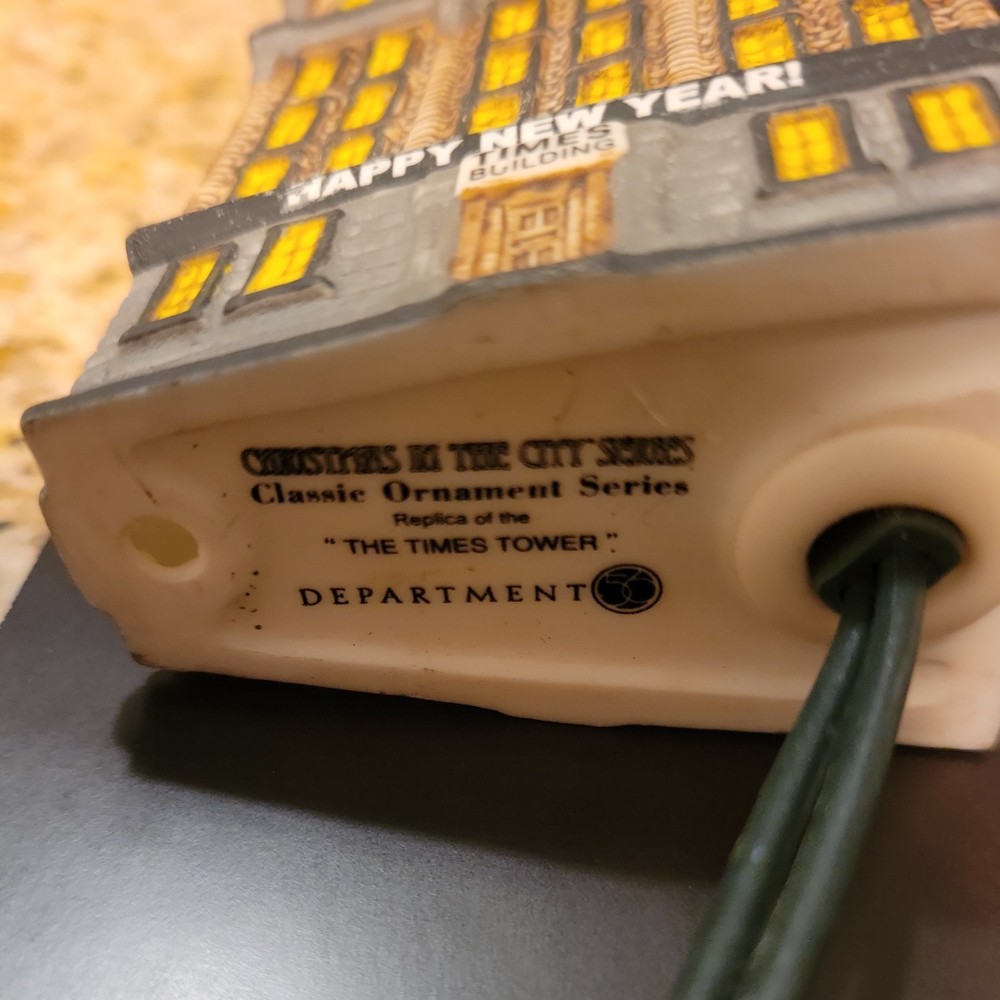 HAPPY NEW YEAR!
TIMES
BUILDING
CHRISTMAS IN THE CITY SERIES
Classic Ornament Series
Replica of the
"THE TIMES TOWER".
DEPARTMENT 56